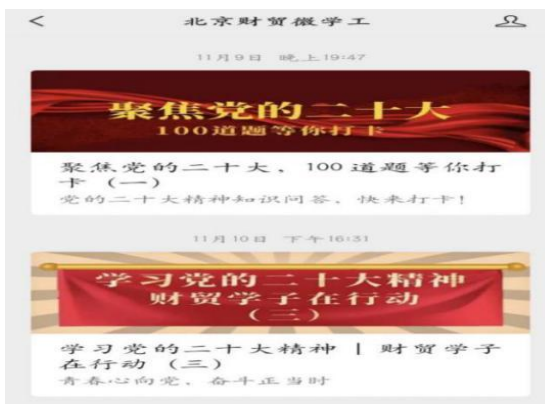 北京财贸微学工
11月9日 晚上19:47
聚焦党的二十大
100道题等你打卡
聚焦党的二十大，100道题等你打
卡（一）
党的二十大精神知识问答，快来打卡！
11月10日 下午16:31
学习党的二十大精神
财贸学子在行动
（三）
学习党的二十大精神 | 财贸学子
在行动（三）
青春心向党，奋斗正当时